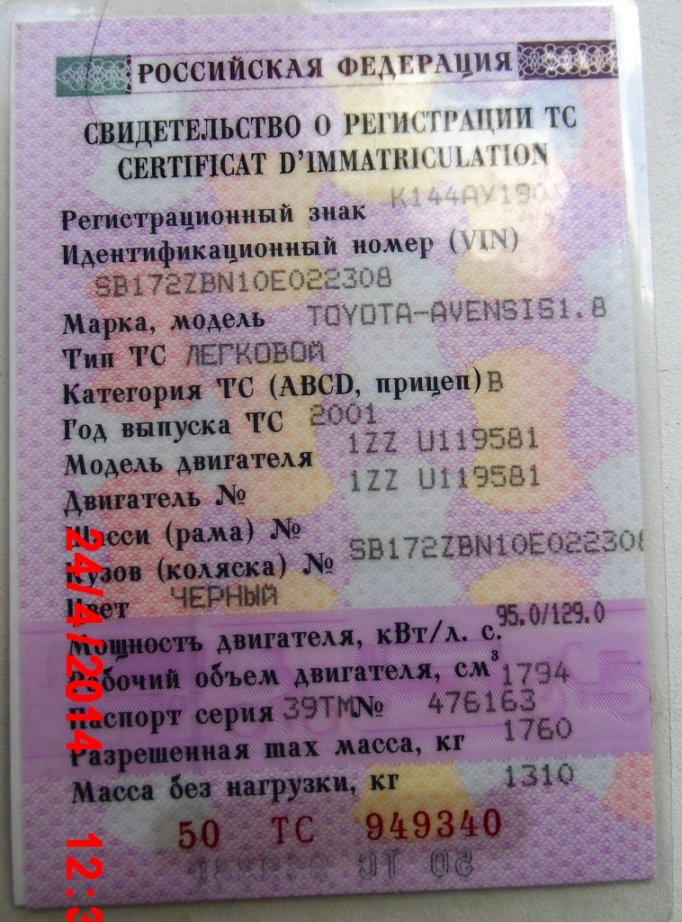 РОССИЙСКАЯ ФЕДЕРАЦИЯ
СВИДЕТЕЛЬСТВО О РЕГИСТРАЦИИ ТС
CERTIFICAT D'IMMATRICULATION
Регистрационный знак К144АУ190
Идентификационный номер (VIN)
SB172ZBN10E022308
Марка, модель TOYOTA-AVENSIS1.8
Тип ТС ЛЕГКОВОЙ
Категория ТС (ABCD, прицеп) B
Год выпуска ТС 2001
Модель двигателя 1ZZ U119581
Двигатель № 1ZZ U119581
Шасси (рама) №
Кузов (коляска) № SB172ZBN10E022308
Цвет ЧЕРНЫЙ
Мощность двигателя, кВт/л. с. 95.0/129.0
Рабочий объем двигателя, см³ 1794
Паспорт серия 39ТМ № 476163
Разрешенная max масса, кг 1760
Масса без нагрузки, кг 1310
50 ТС 949340
24/4/2014 12:3